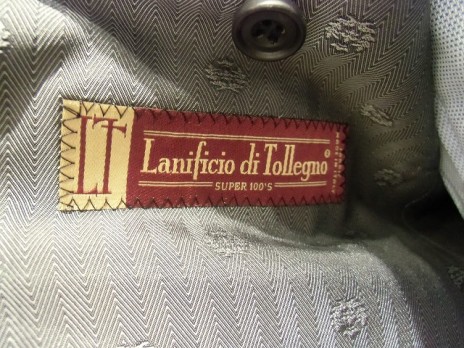 LT
Lanificio di Tollegno
SUPER 100'S